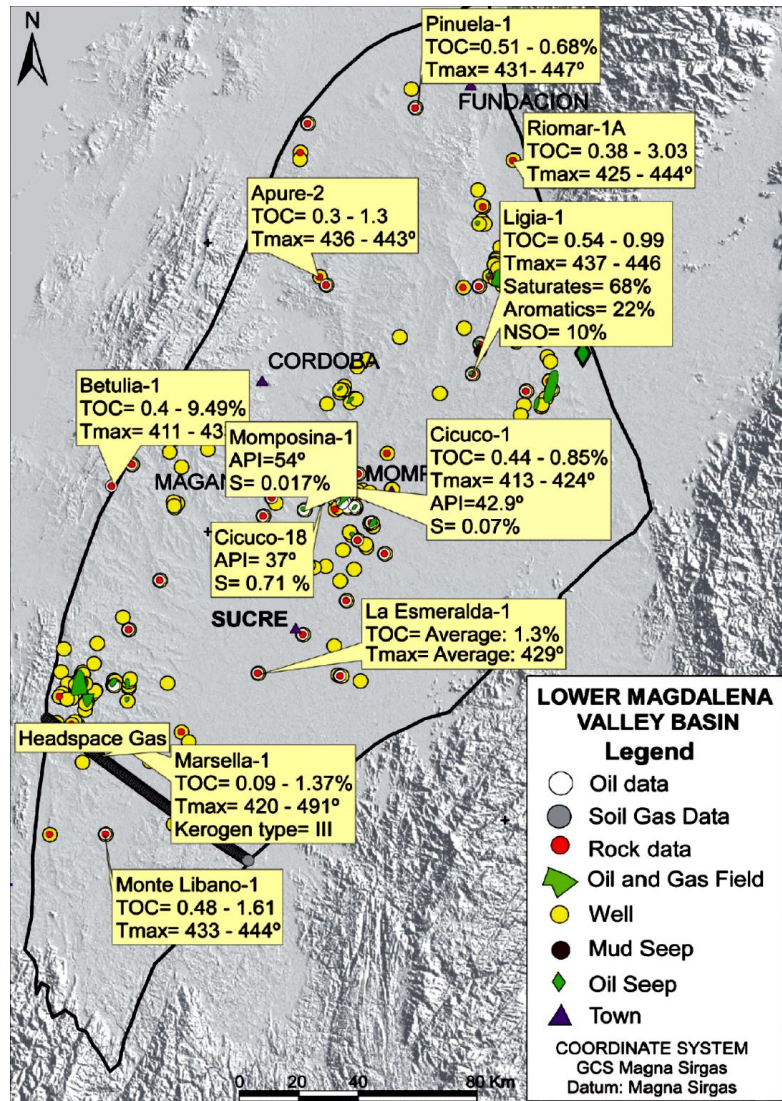 N
Pinuela-1
TOC=0.51 - 0.68%
Tmax= 431- 447º
FUNDACION
Riomar-1A
TOC= 0.38 - 3.03
Tmax= 425 - 444º
Apure-2
TOC= 0.3 - 1.3
Tmax= 436 - 443º
Ligia-1
TOC= 0.54 - 0.99
Tmax= 437 - 446
Saturates= 68%
Aromatics= 22%
NSO= 10%
CORDOBA
Betulia-1
TOC= 0.4 - 9.49%
Tmax= 411 - 43
Momposina-1
API=54º
S= 0.017%
MAGAN
MOMP
Cicuco-1
TOC= 0.44 - 0.85%
Tmax= 413 - 424º
API=42.9º
S= 0.07%
Cicuco-18
API= 37º
S= 0.71 %
SUCRE
La Esmeralda-1
TOC= Average: 1.3%
Tmax= Average: 429º
Headspace Gas
Marsella-1
TOC= 0.09 - 1.37%
Tmax= 420 - 491º
Kerogen type= III
Monte Libano-1
TOC= 0.48 - 1.61
Tmax= 433 - 444º
LOWER MAGDALENA
VALLEY BASIN
Legend
Oil data
Soil Gas Data
Rock data
Oil and Gas Field
Well
Mud Seep
Oil Seep
Town
COORDINATE SYSTEM
GCS Magna Sirgas
Datum: Magna Sirgas
0 20 40 80 Km